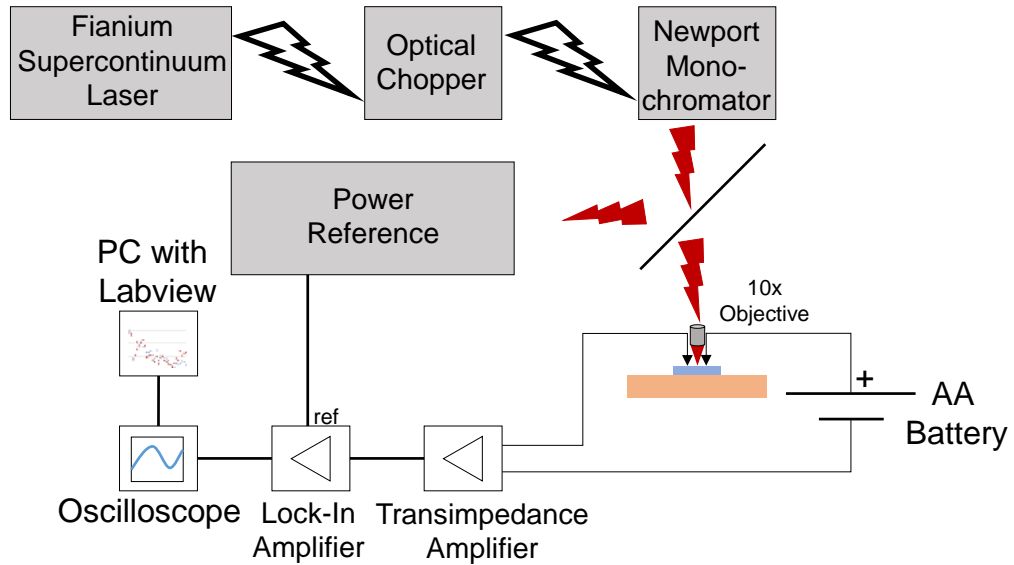 Fianium
Supercontinuum
Laser
Optical
Chopper
Newport
Mono-
chromator
Power
Reference
PC with
Labview
10x
Objective
+
AA
Battery
ref
Oscilloscope
Lock-In
Amplifier
Transimpedance
Amplifier